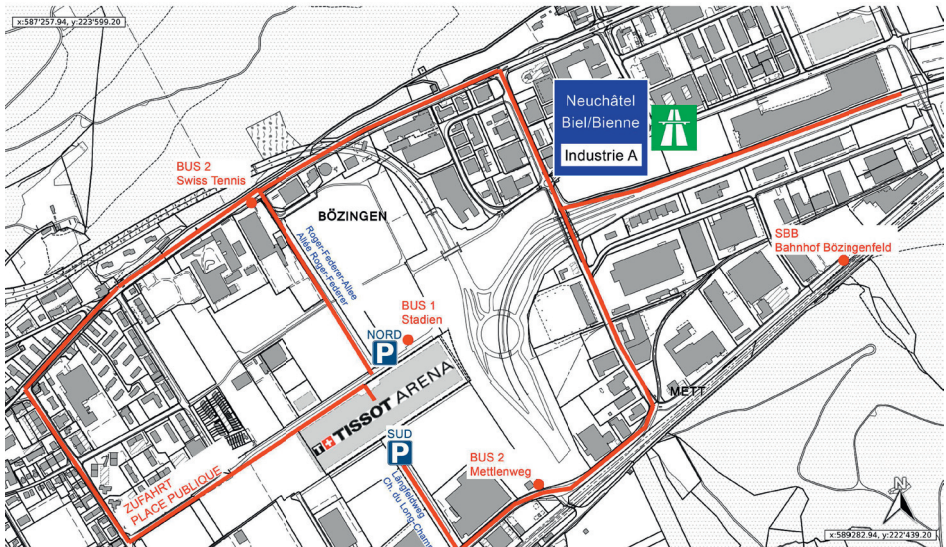 x:587'257.94, y:223'599.20
Neuchâtel
Biel/Bienne
Industrie A
BUS 2
Swiss Tennis
BÖZINGEN
Roger-Federer-Allee
Allée Roger-Federer
SBB
Bahnhof Bözingenfeld
BUS 1
Stadien
NORD
P
METT
TISSOT ARENA
SUD
P
BUS 2
Mettlenweg
ZUFAHRT
PLACE PUBLIQUE
Längfeldweg
Ch. du Long-Champ
N
x:589282.94, y:222'439.20